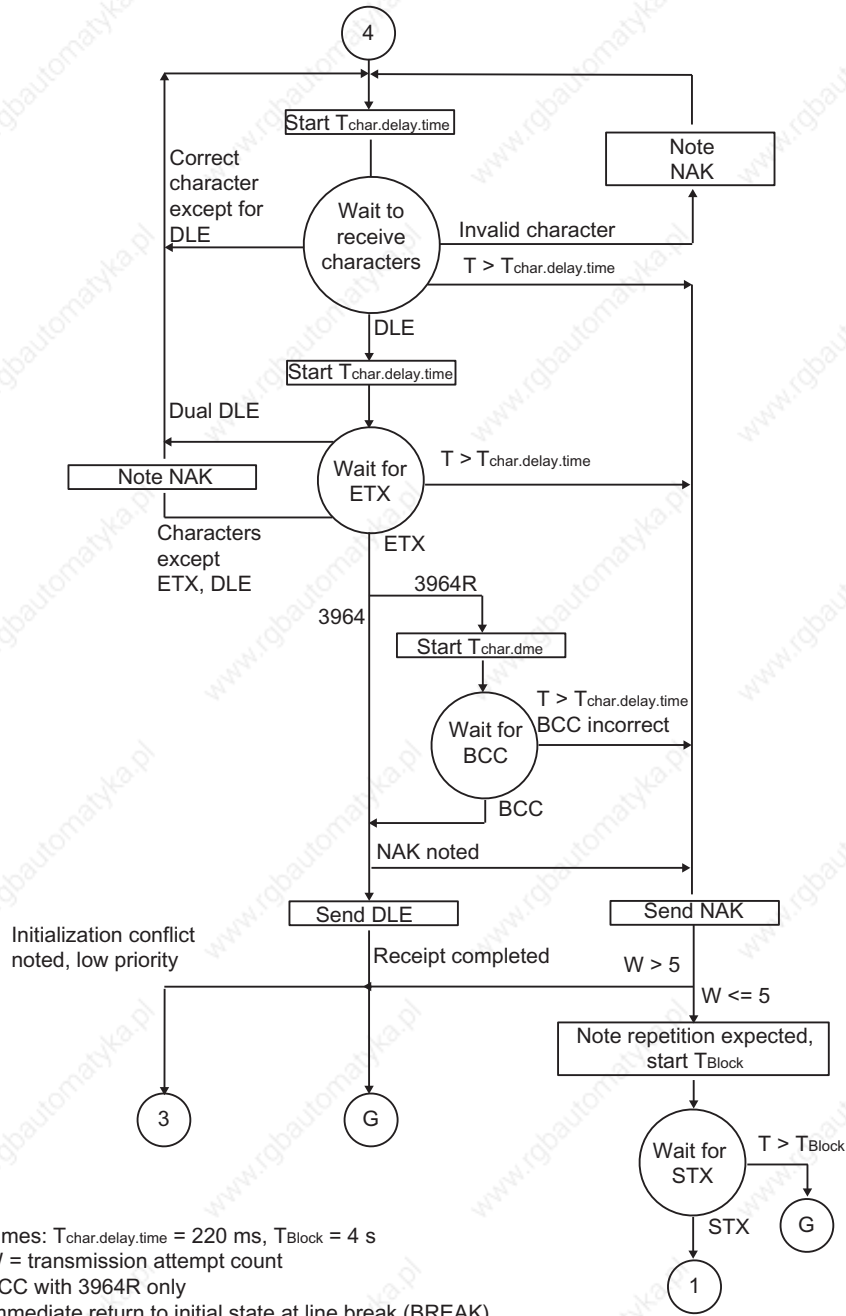 4
Start Tchar.delay.time
Correct
character
except for
DLE
Wait to
receive
characters
Note
NAK
Invalid character
T > Tchar.delay.time
DLE
Start Tchar.delay.time
Dual DLE
Note NAK
Wait for
ETX
T > Tchar.delay.time
Characters
except
ETX, DLE
ETX
3964R
3964
Start Tchar.dme
T > Tchar.delay.time
BCC incorrect
Wait for
BCC
BCC
NAK noted
Send DLE
Send NAK
Initialization conflict
noted, low priority
Receipt completed
W > 5
W <= 5
Note repetition expected,
start TBlock
3
G
Wait for
STX
T > TBlock
STX
G
1
mes: Tchar.delay.time = 220 ms, TBlock = 4 s
= transmission attempt count
CC with 3964R only
mmediate return to initial state at line break (BREAK)
www.rgbautomatyka.pl